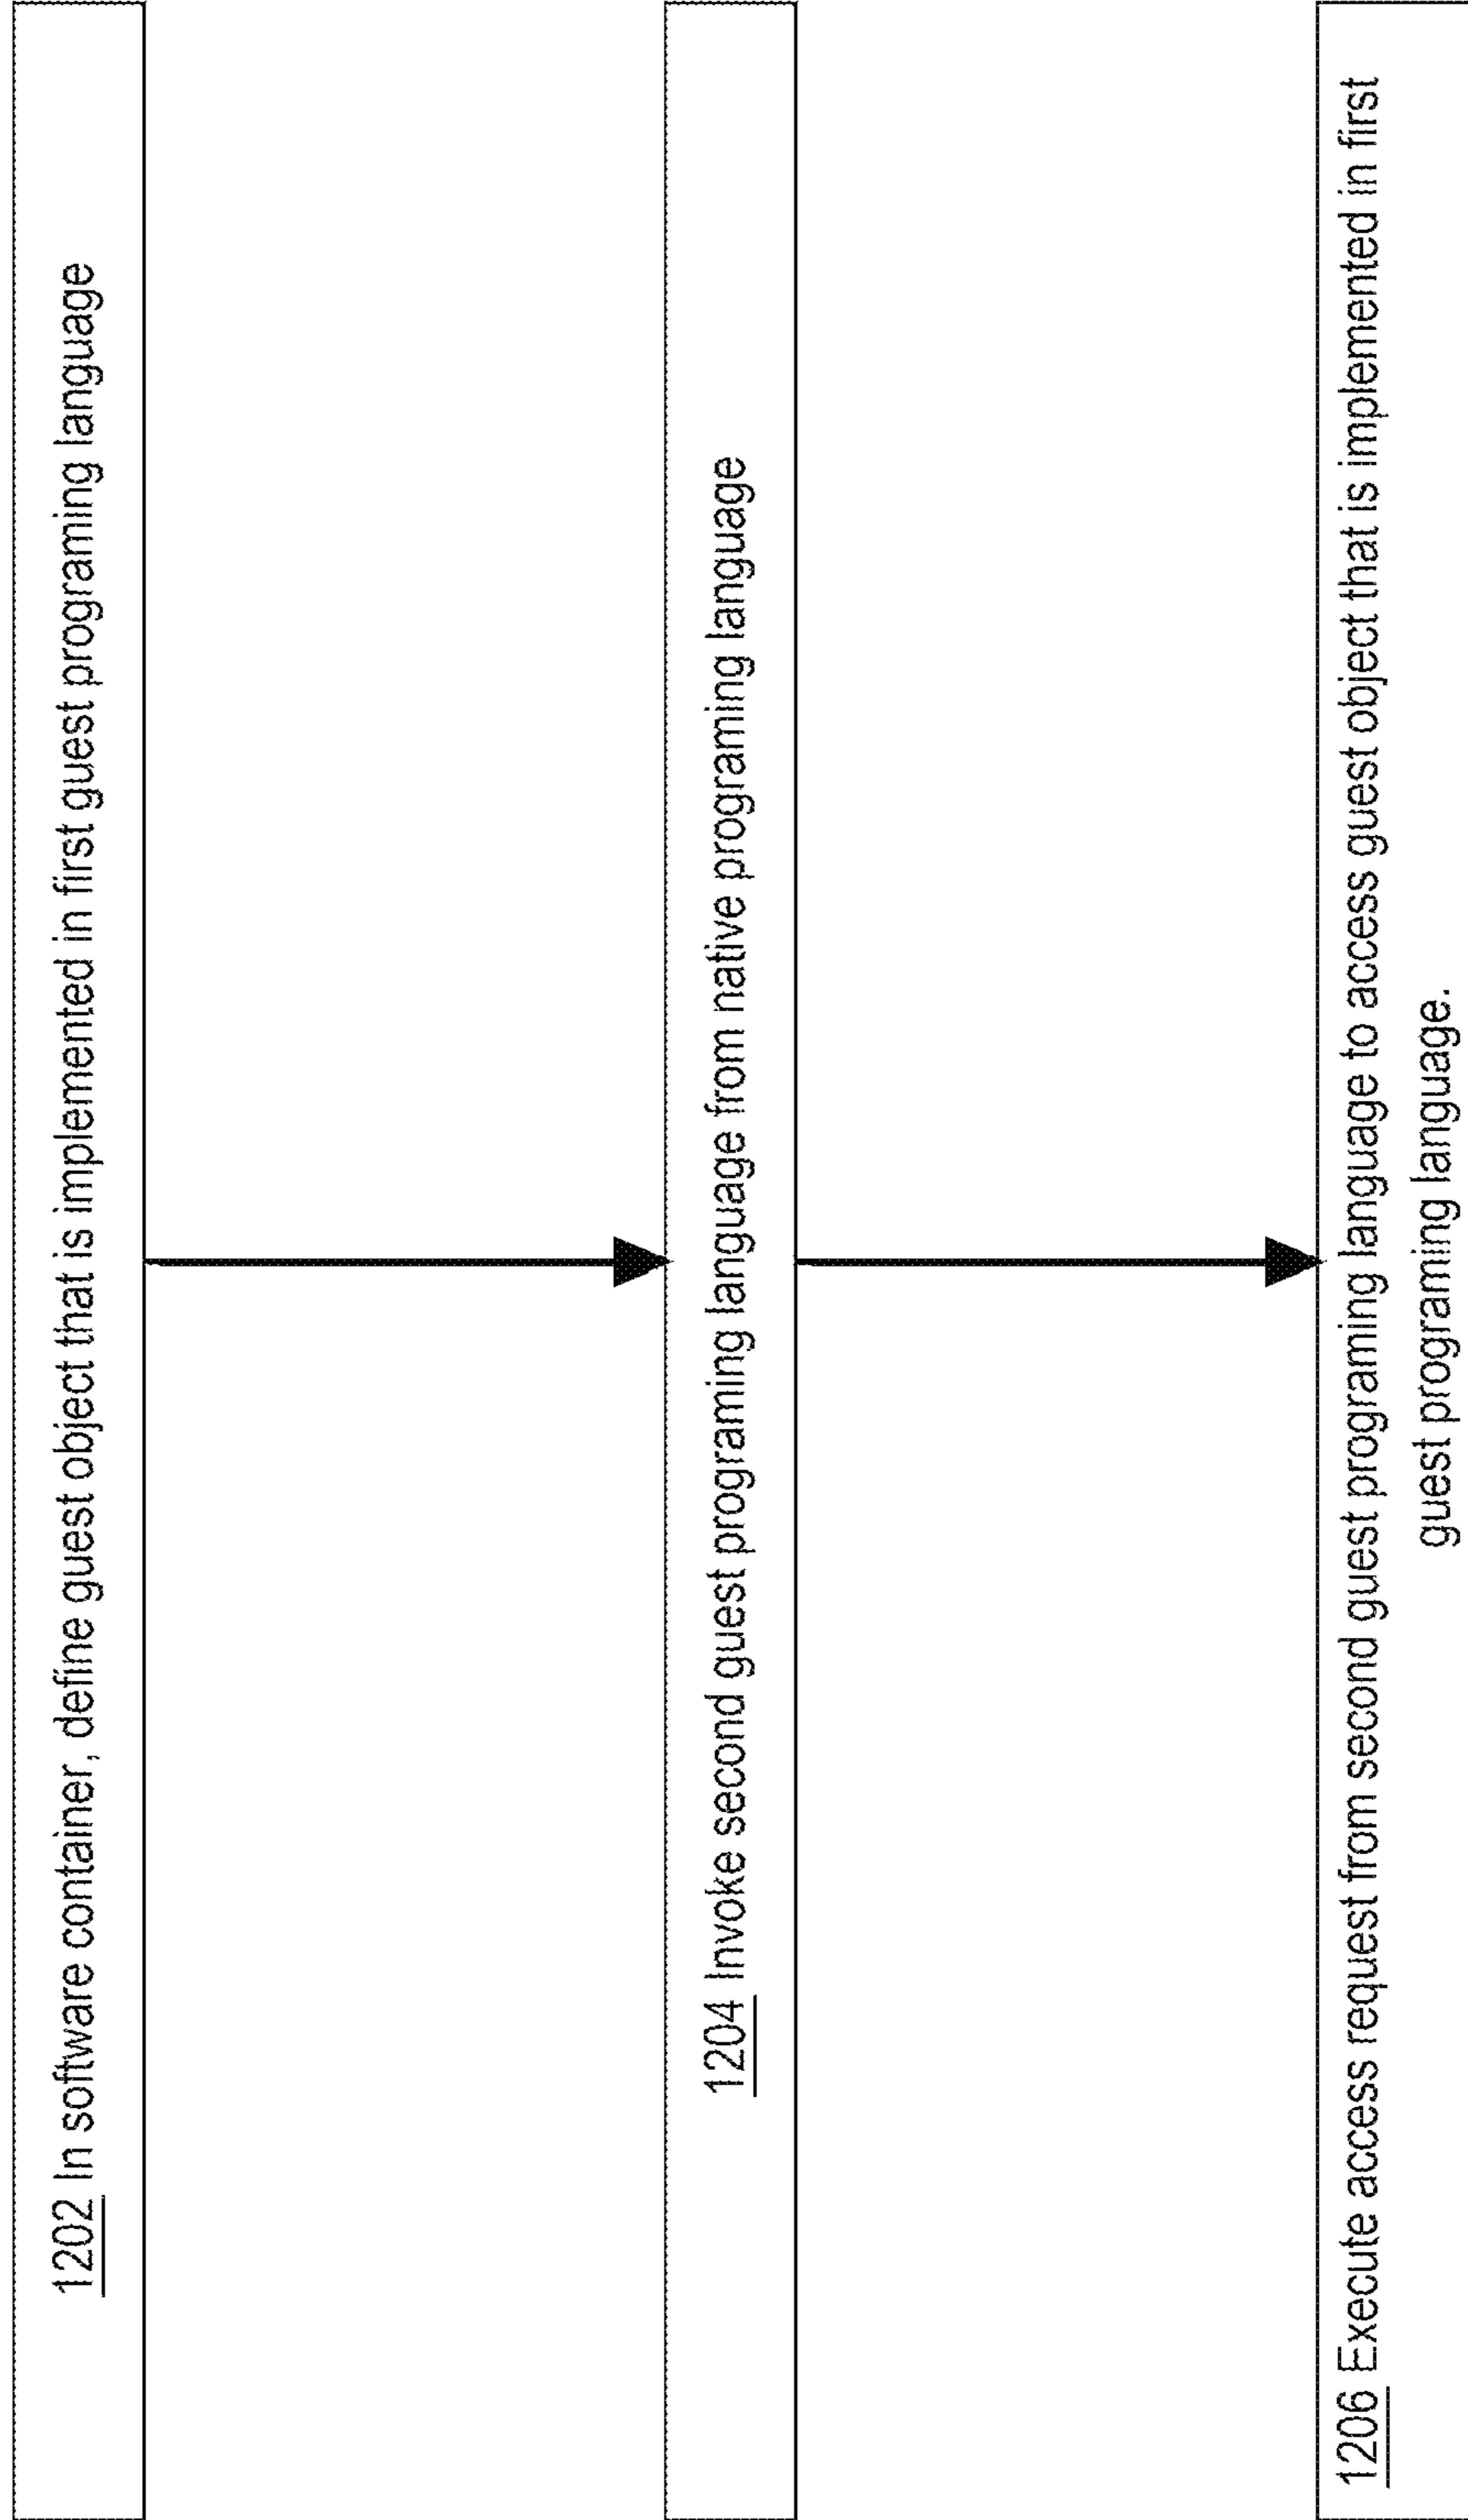 1202 In software container, define guest object that is implemented in first guest programing language
1204 Invoke second guest programing language from native programing language
1206 Execute access request from second guest programing language to access guest object that is implemented in first
guest programing language.